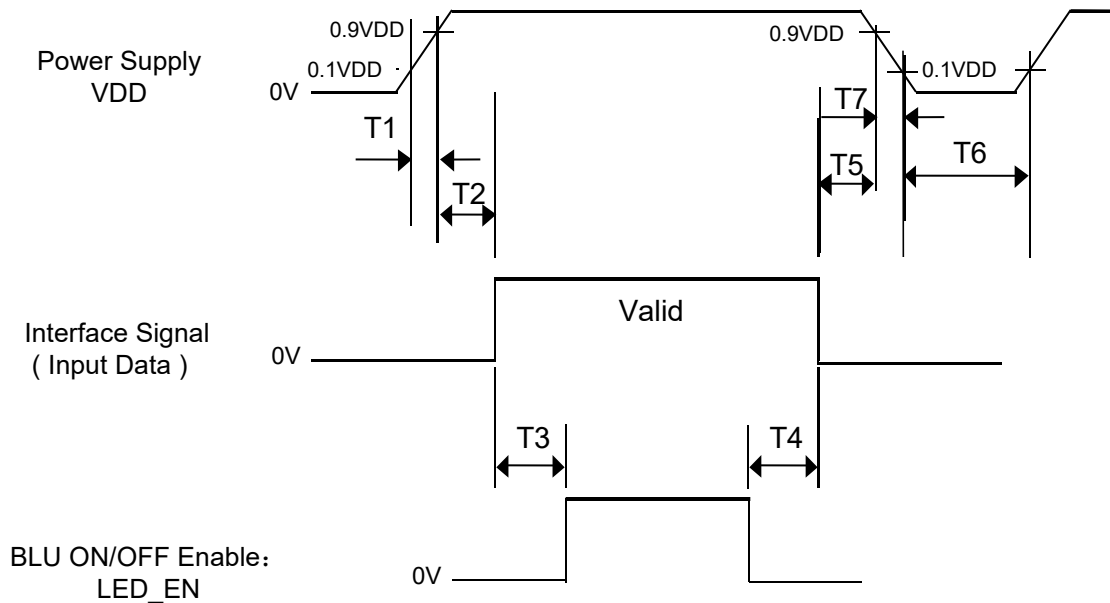 0.9VDD
0.9VDD
Power Supply
VDD
0.1VDD
0.1VDD
0V
T1
T7
T2
T5
T6
Valid
Interface Signal
( Input Data )
0V
T3
T4
BLU ON/OFF Enable：
LED_EN
0V